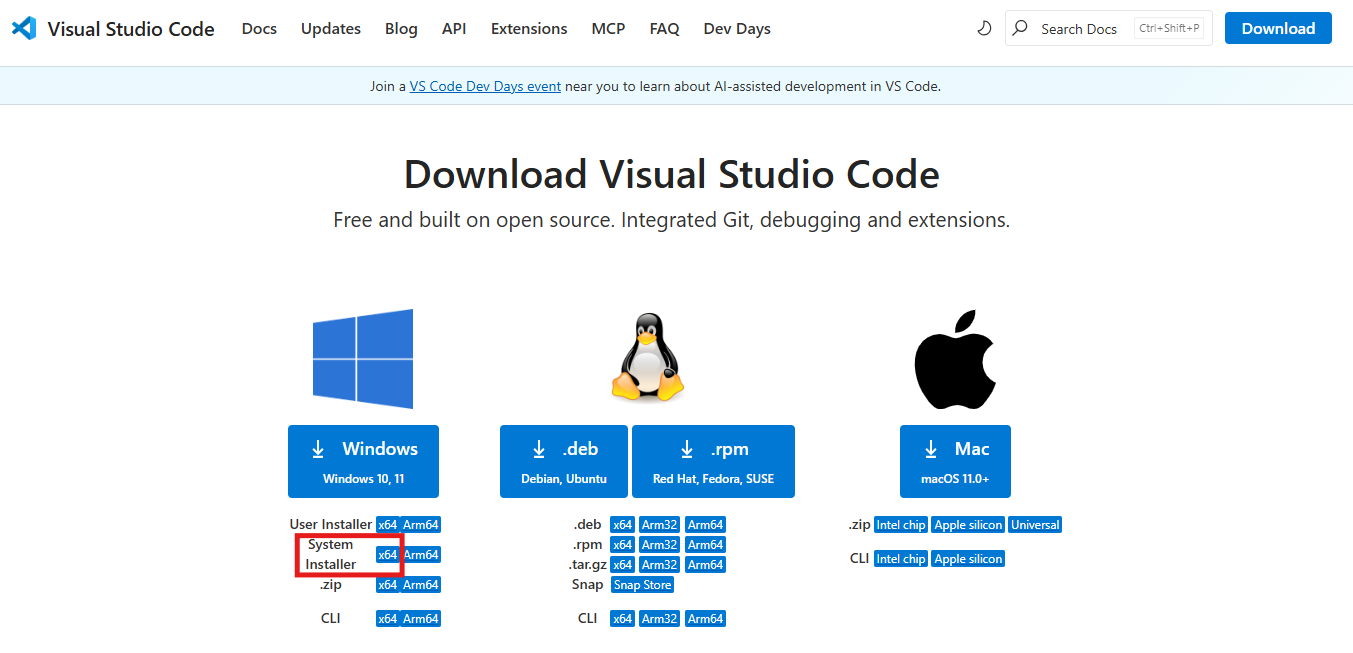 Visual Studio Code Docs Updates Blog API Extensions MCP FAQ Dev Days Search Docs Ctrl+Shift+P Download
Join a VS Code Dev Days event near you to learn about AI-assisted development in VS Code.
Download Visual Studio Code
Free and built on open source. Integrated Git, debugging and extensions.
Windows
Windows 10, 11
User Installer x64 Arm64
System
Installer x64 Arm64
.zip x64 Arm64
CLI x64 Arm64
.deb
Debian, Ubuntu
.rpm
Red Hat, Fedora, SUSE
.deb x64 Arm32 Arm64
.rpm x64 Arm32 Arm64
.tar.gz x64 Arm32 Arm64
Snap Snap Store
CLI x64 Arm32 Arm64
Mac
macOS 11.0+
.zip Intel chip Apple silicon Universal
CLI Intel chip Apple silicon